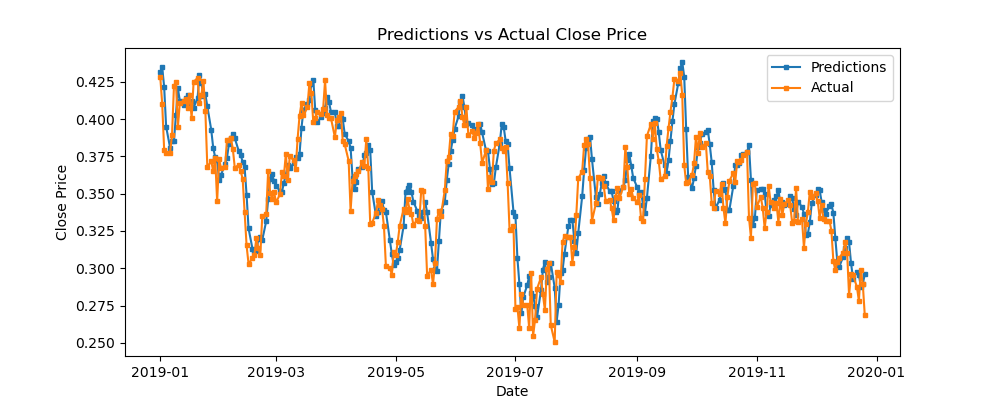 Predictions vs Actual Close Price
Predictions
Actual
Close Price
0.425
0.400
0.375
0.350
0.325
0.300
0.275
0.250
2019-01 2019-03 2019-05 2019-07 2019-09 2019-11 2020-01
Date